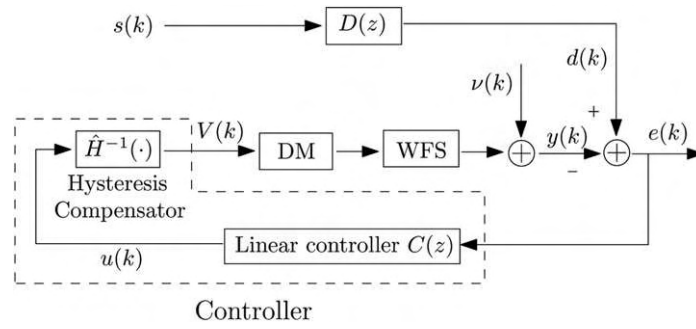 s(k)
D(z)
d(k)
ν(k)
+
Ĥ⁻¹(·)
V(k)
DM
WFS
y(k)
−
e(k)
Hysteresis
Compensator
Linear controller C(z)
u(k)
Controller